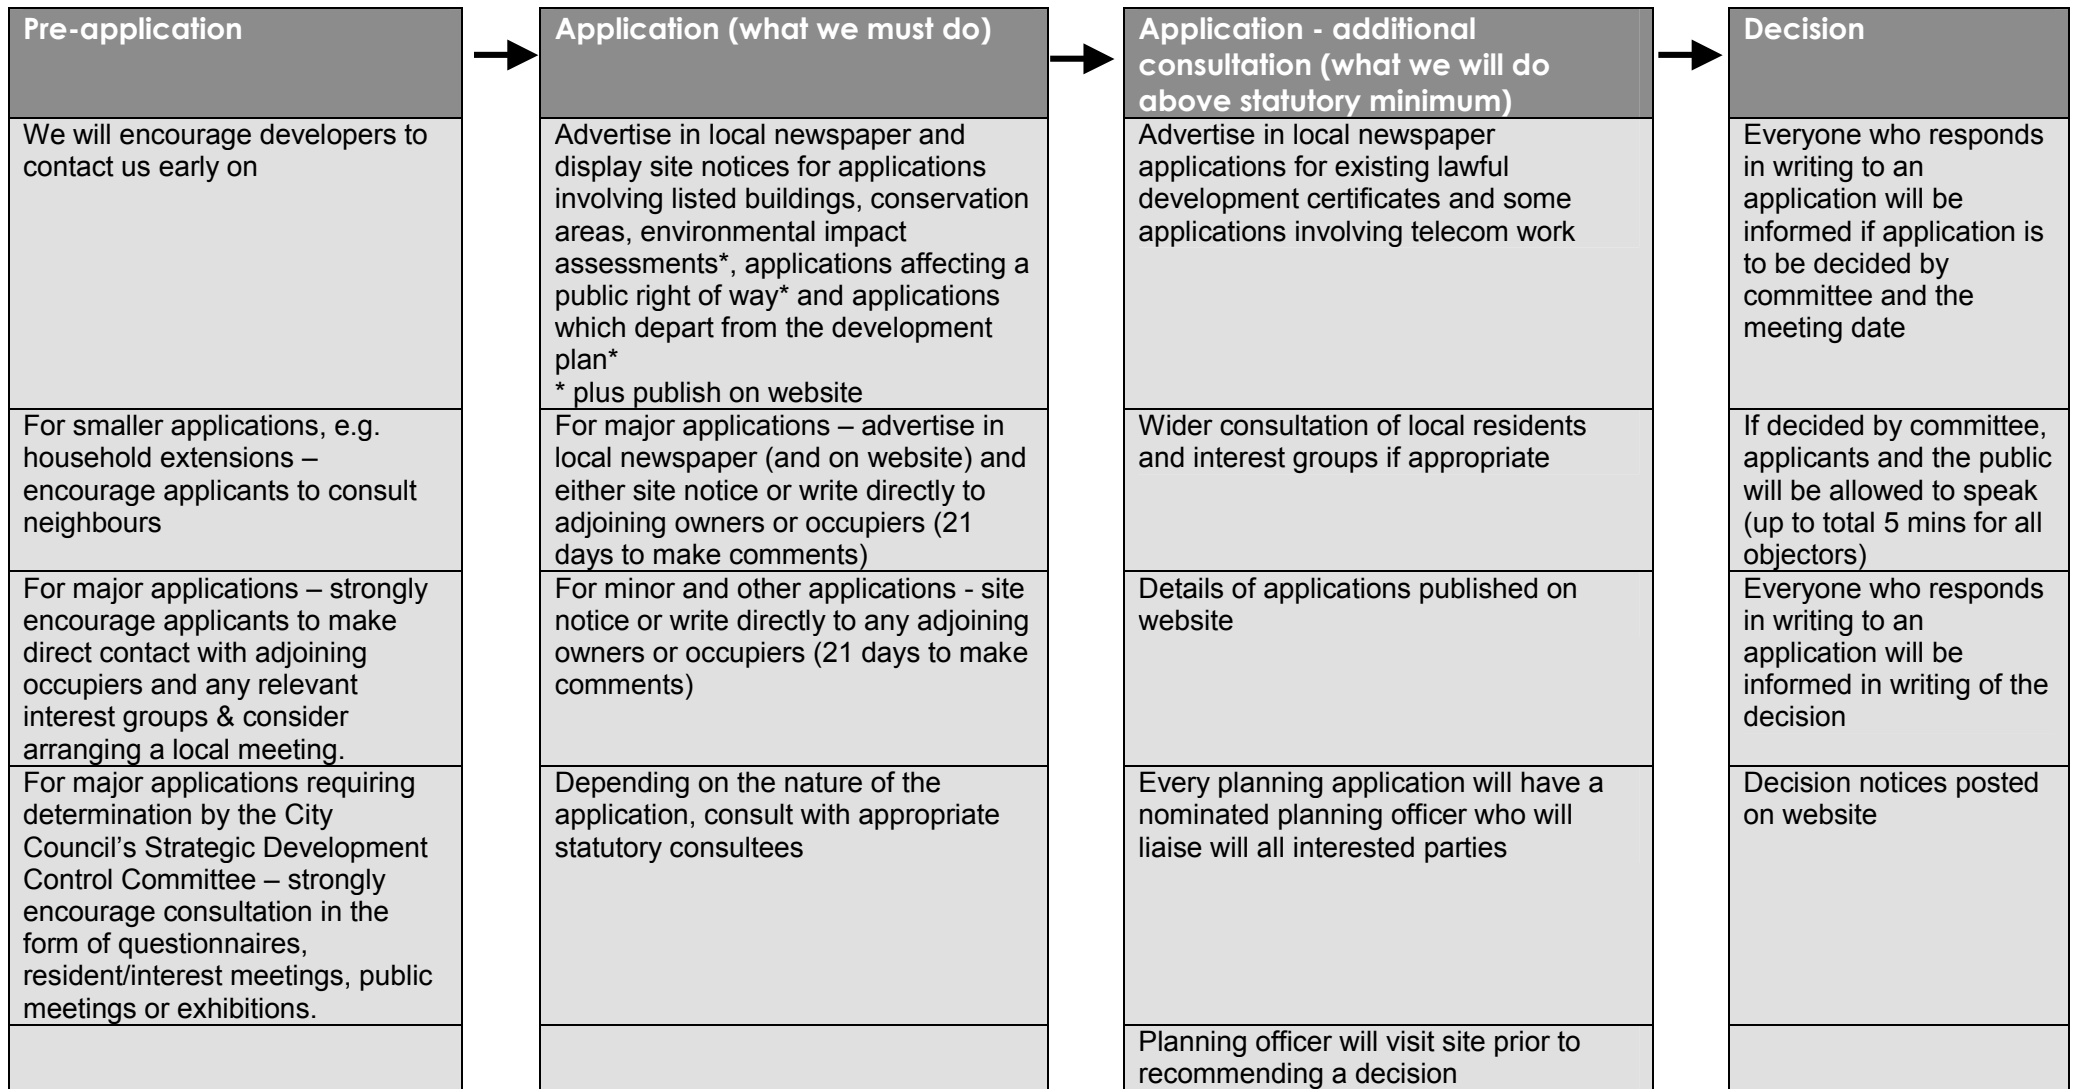 Pre-application
We will encourage developers to
contact us early on
For smaller applications, e.g.
household extensions –
encourage applicants to consult
neighbours
For major applications – strongly
encourage applicants to make
direct contact with adjoining
occupiers and any relevant
interest groups & consider
arranging a local meeting.
For major applications requiring
determination by the City
Council’s Strategic Development
Control Committee – strongly
encourage consultation in the
form of questionnaires,
resident/interest meetings, public
meetings or exhibitions.
Application (what we must do)
Advertise in local newspaper and
display site notices for applications
involving listed buildings, conservation
areas, environmental impact
assessments*, applications affecting a
public right of way* and applications
which depart from the development
plan*
* plus publish on website
For major applications – advertise in
local newspaper (and on website) and
either site notice or write directly to
adjoining owners or occupiers (21
days to make comments)
For minor and other applications - site
notice or write directly to any adjoining
owners or occupiers (21 days to make
comments)
Depending on the nature of the
application, consult with appropriate
statutory consultees
Application - additional
consultation (what we will do
above statutory minimum)
Advertise in local newspaper
applications for existing lawful
development certificates and some
applications involving telecom work
Wider consultation of local residents
and interest groups if appropriate
Details of applications published on
website
Every planning application will have a
nominated planning officer who will
liaise will all interested parties
Planning officer will visit site prior to
recommending a decision
Decision
Everyone who responds
in writing to an
application will be
informed if application is
to be decided by
committee and the
meeting date
If decided by committee,
applicants and the public
will be allowed to speak
(up to total 5 mins for all
objectors)
Everyone who responds
in writing to an
application will be
informed in writing of the
decision
Decision notices posted
on website